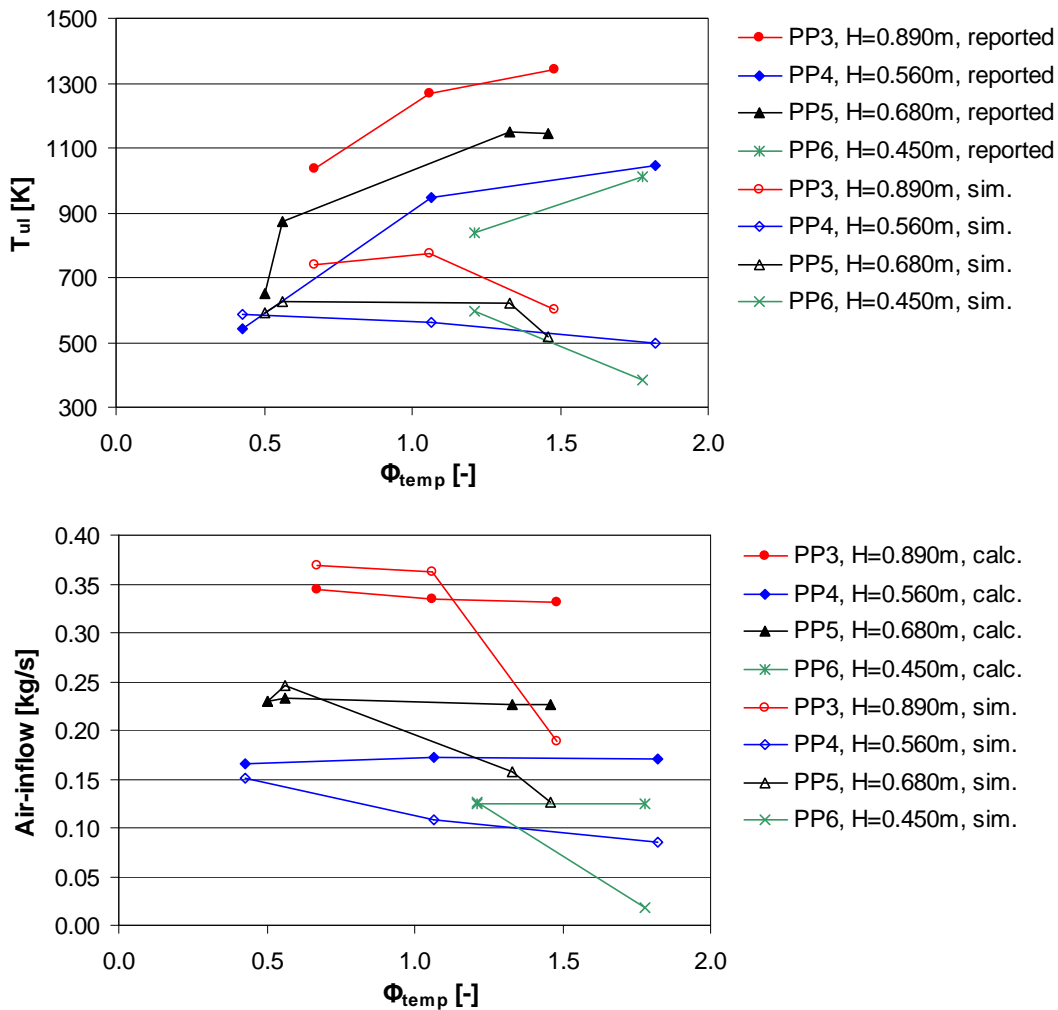 1500
1300
1100
900
700
500
300
T_ul [K]
0.0 0.5 1.0 1.5 2.0
Φ_temp [-]
PP3, H=0.890m, reported
PP4, H=0.560m, reported
PP5, H=0.680m, reported
PP6, H=0.450m, reported
PP3, H=0.890m, sim.
PP4, H=0.560m, sim.
PP5, H=0.680m, sim.
PP6, H=0.450m, sim.
0.40
0.35
0.30
0.25
0.20
0.15
0.10
0.05
0.00
Air-inflow [kg/s]
0.0 0.5 1.0 1.5 2.0
Φ_temp [-]
PP3, H=0.890m, calc.
PP4, H=0.560m, calc.
PP5, H=0.680m, calc.
PP6, H=0.450m, calc.
PP3, H=0.890m, sim.
PP4, H=0.560m, sim.
PP5, H=0.680m, sim.
PP6, H=0.450m, sim.